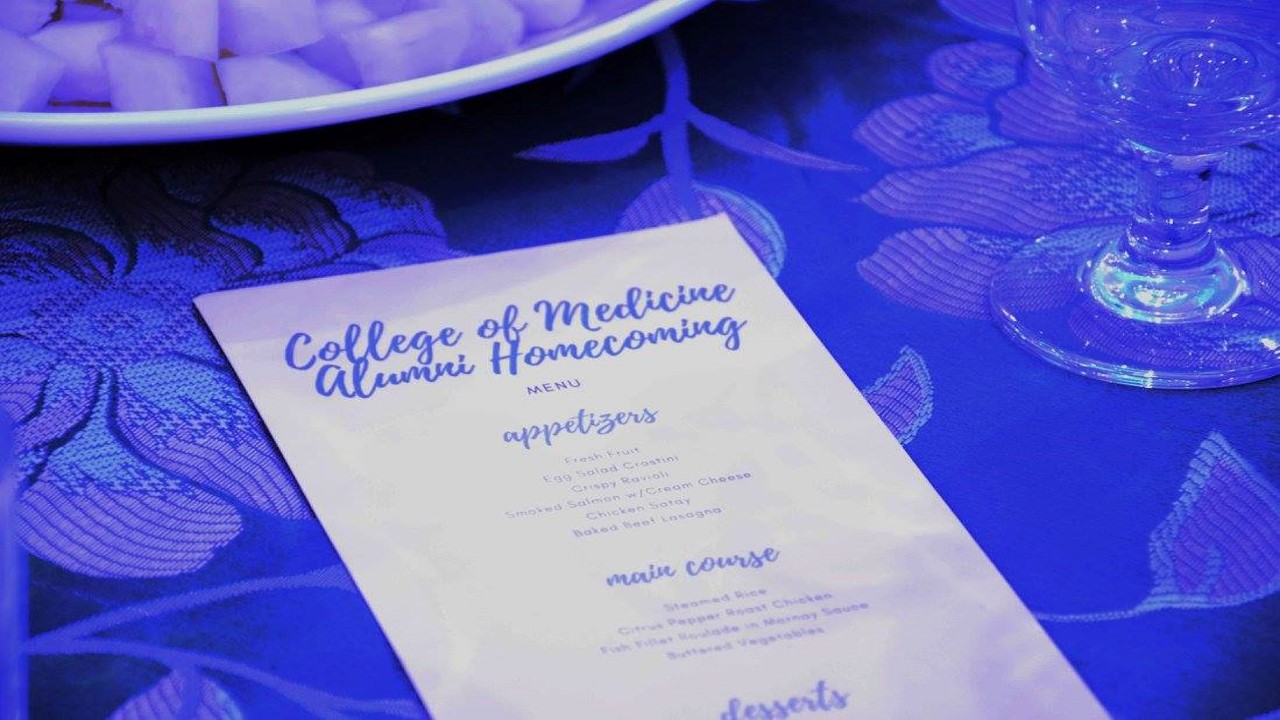 College of Medicine
Alumni Homecoming
MENU
appetizers
Fresh Fruit
Egg Salad Crostini
Crispy Ravioli
Smoked Salmon w/Cream Cheese
Chicken Satay
Baked Beef Lasagna
main course
Steamed Rice
Citrus Pepper Roast Chicken
Fish Fillet Roulade in Mornay Sauce
Buttered Vegetables
desserts